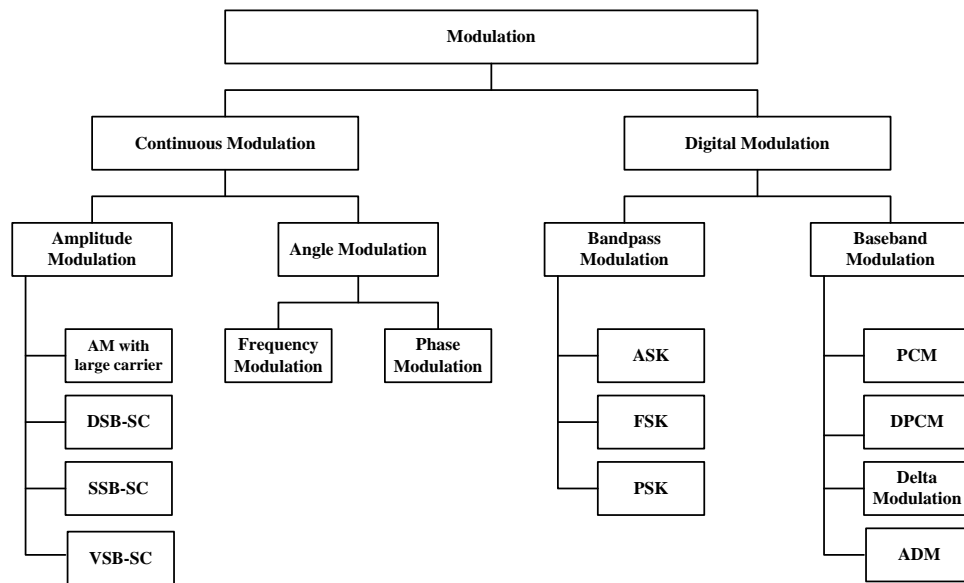 Modulation
Continuous Modulation
Digital Modulation
Amplitude
Modulation
Angle Modulation
Bandpass
Modulation
Baseband
Modulation
AM with
large carrier
Frequency
Modulation
Phase
Modulation
ASK
PCM
DSB-SC
FSK
DPCM
SSB-SC
PSK
Delta
Modulation
VSB-SC
ADM